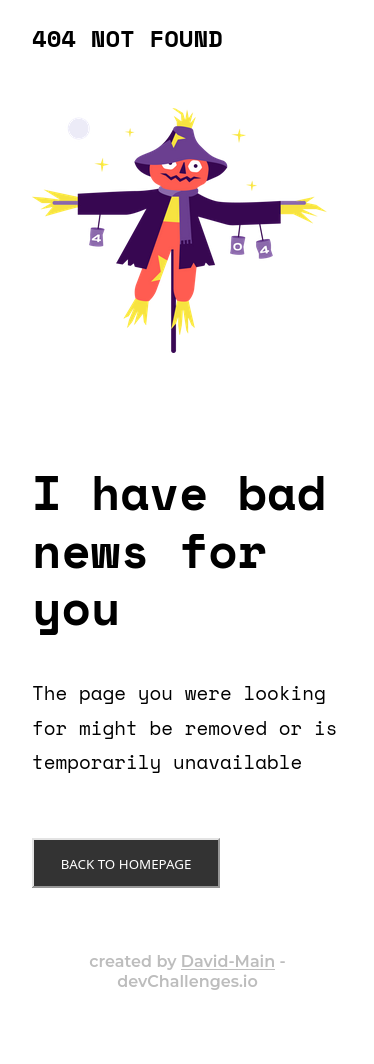 404 NOT FOUND
4
0
4
I have bad
news for
you
The page you were looking
for might be removed or is
temporarily unavailable
BACK TO HOMEPAGE
created by David-Main -
devChallenges.io